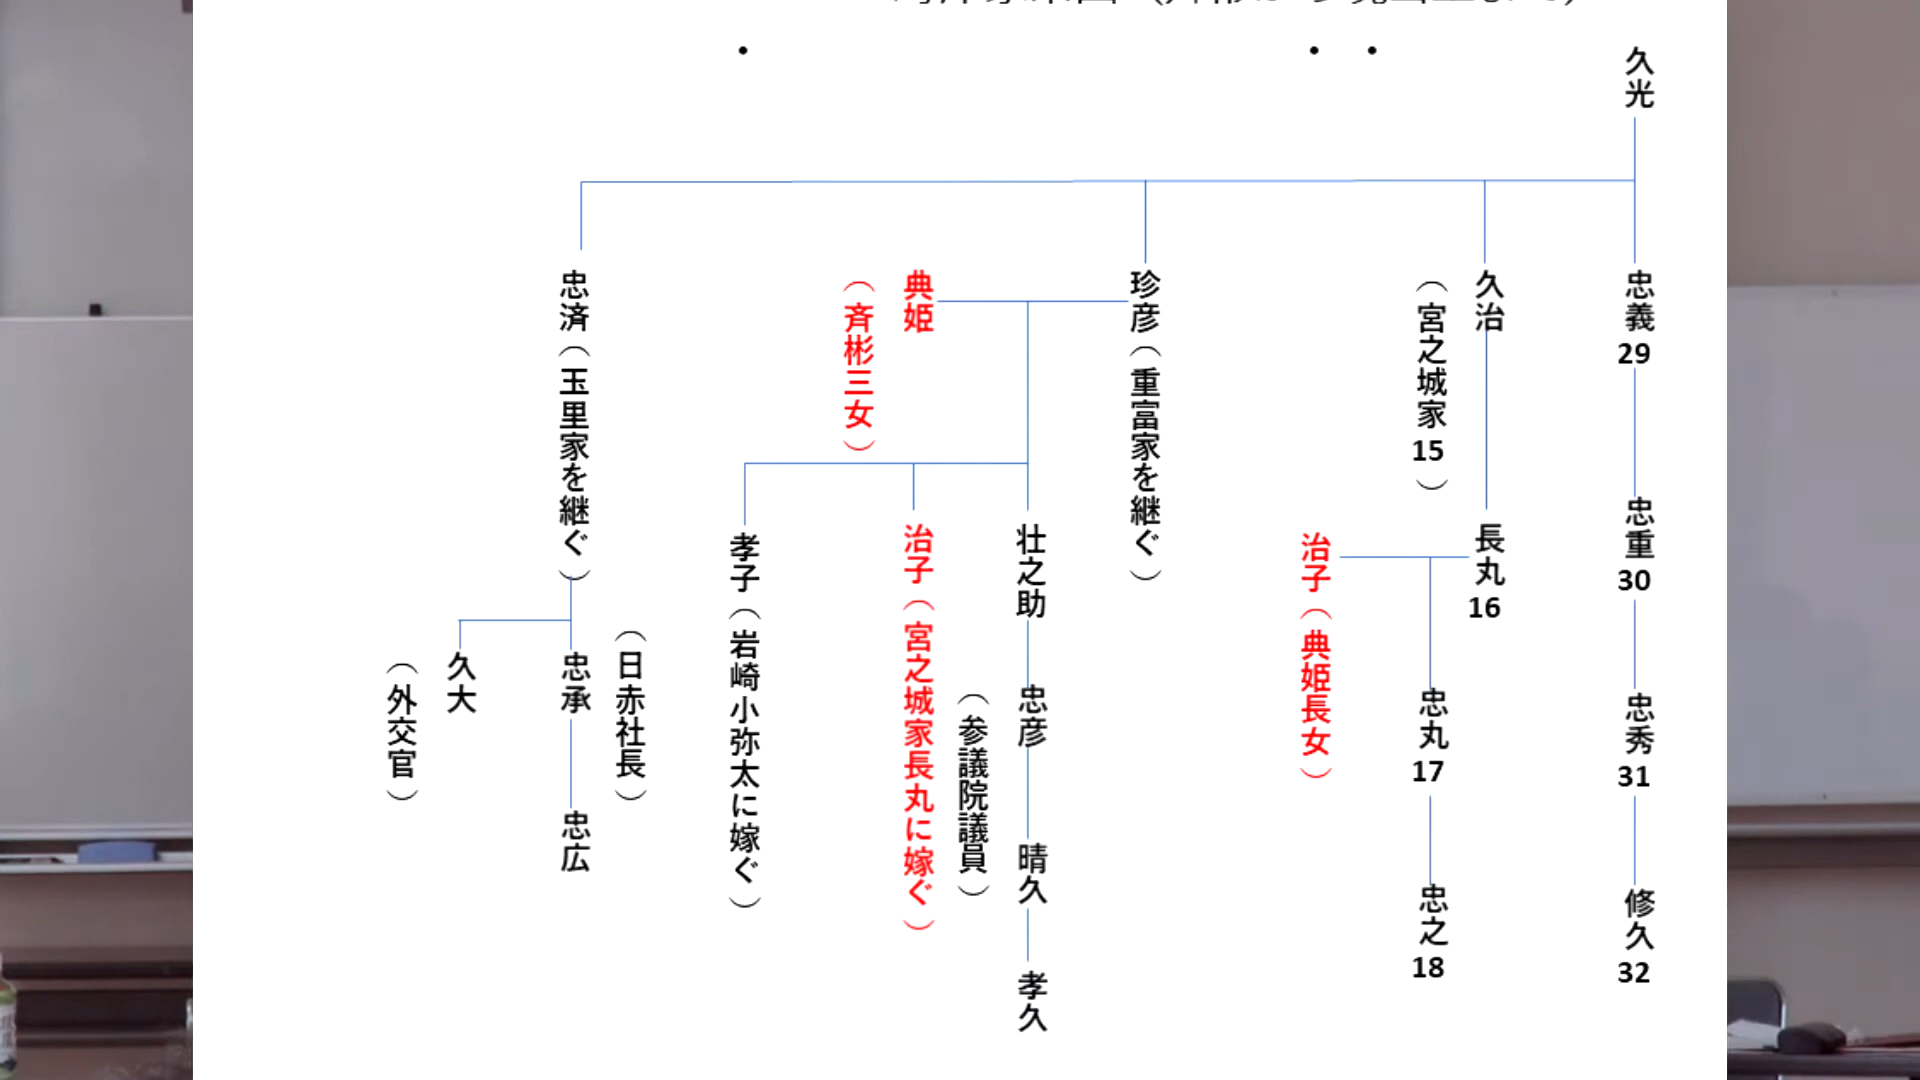 久光
忠義
29
忠重
30
忠秀
31
修久
32
久治
(宮之城家
15
)
長丸
16
治子(典姫長女)
忠丸
17
忠之
18
珍彦(重富家を継ぐ)
典姫
(斉彬三女)
壮之助
忠彦
(参議院議員)
晴久
孝久
治子(宮之城家長丸に嫁ぐ)
孝子(岩崎小弥太に嫁ぐ)
忠済(玉里家を継ぐ)
(日赤社長)
忠承
忠広
久大
(外交官)